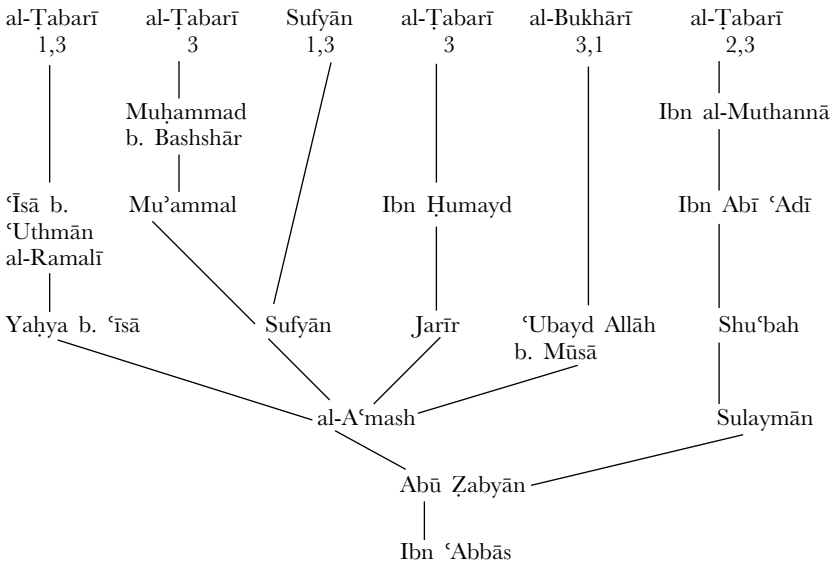 al-Ṭabarī al-Ṭabarī Sufyān al-Ṭabarī al-Bukhārī al-Ṭabarī
1,3 3 1,3 3 3,1 2,3
Muḥammad Ibn al-Muthannā
b. Bashshār
ʿĪsā b. Muʾammal Ibn Ḥumayd Ibn Abī ʿAdī
ʿUthmān
al-Ramalī
Yaḥya b. ʿīsā Sufyān Jarīr ʿUbayd Allāh Shuʿbah
b. Mūsā
al-Aʿmash Sulaymān
Abū Ẓabyān
Ibn ʿAbbās